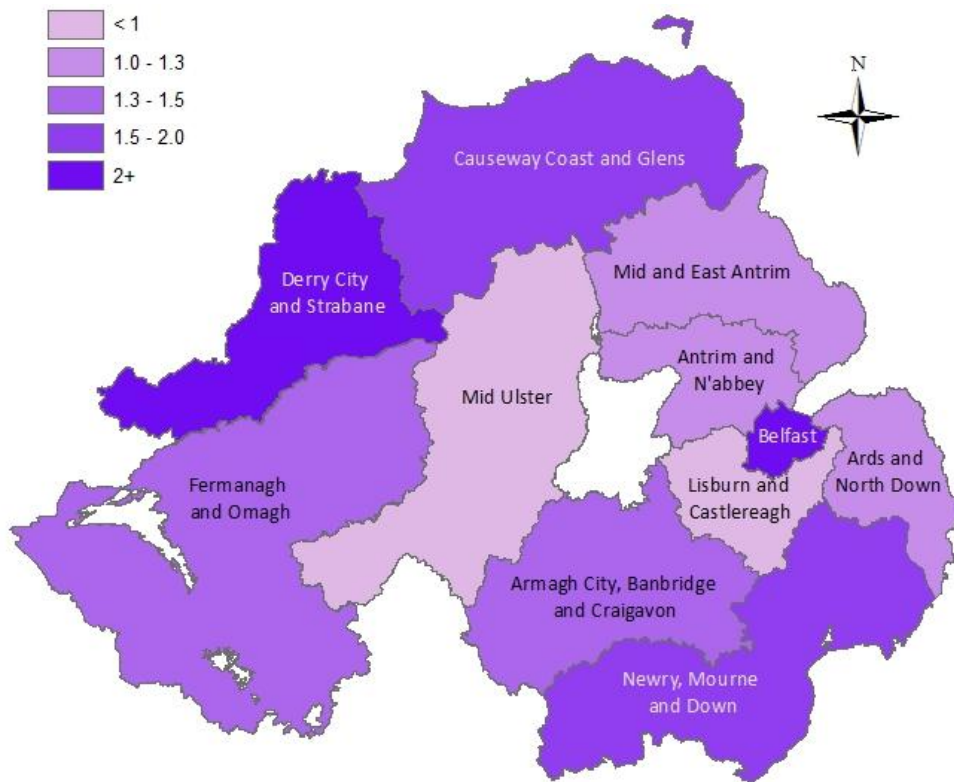 < 1
1.0 - 1.3
1.3 - 1.5
1.5 - 2.0
2+
N
Causeway Coast and Glens
Derry City
and Strabane
Mid and East Antrim
Antrim and
N'abbey
Mid Ulster
Belfast
Ards and
North Down
Fermanagh
and Omagh
Lisburn and
Castlereagh
Armagh City, Banbridge
and Craigavon
Newry, Mourne
and Down